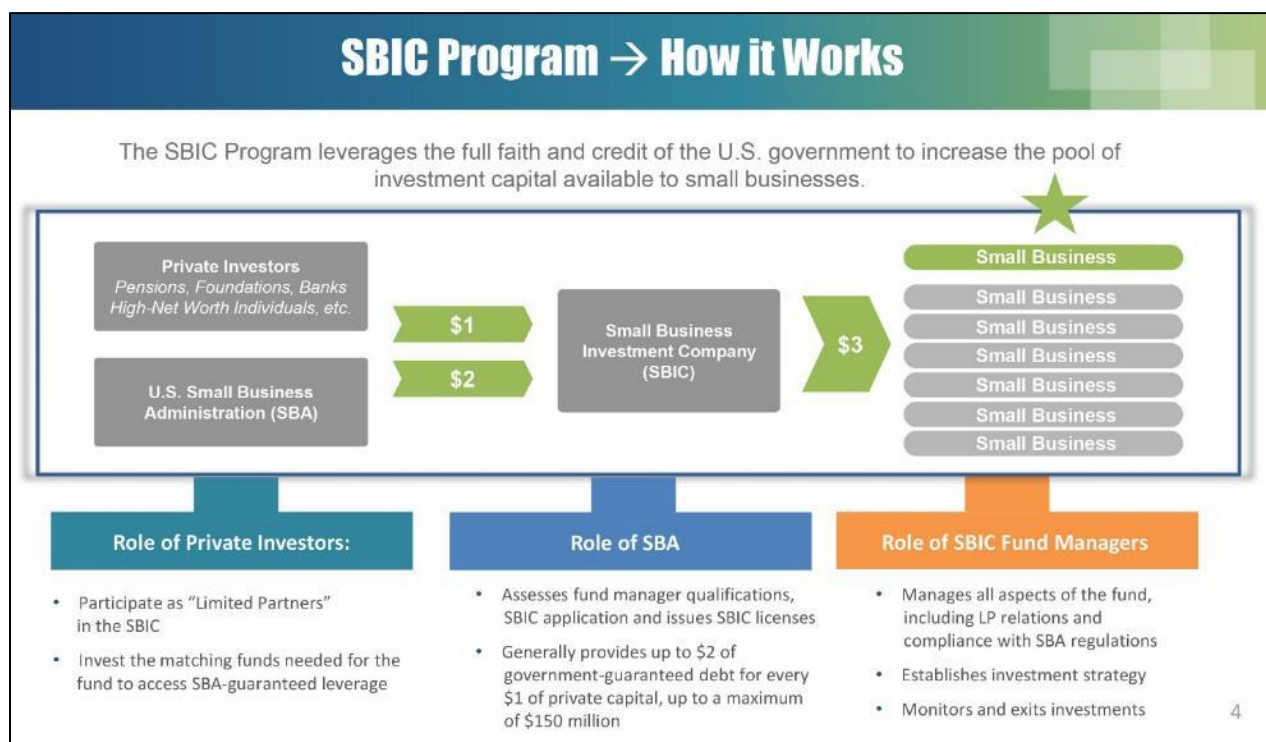 SBIC Program → How it Works
The SBIC Program leverages the full faith and credit of the U.S. government to increase the pool of
investment capital available to small businesses.
Private Investors
Pensions, Foundations, Banks
High-Net Worth Individuals, etc.
U.S. Small Business
Administration (SBA)
$1
$2
Small Business
Investment Company
(SBIC)
$3
Small Business
Small Business
Small Business
Small Business
Small Business
Small Business
Small Business
Role of Private Investors:
• Participate as “Limited Partners”
in the SBIC
• Invest the matching funds needed for the
fund to access SBA-guaranteed leverage
Role of SBA
• Assesses fund manager qualifications,
SBIC application and issues SBIC licenses
• Generally provides up to $2 of
government-guaranteed debt for every
$1 of private capital, up to a maximum
of $150 million
Role of SBIC Fund Managers
• Manages all aspects of the fund,
including LP relations and
compliance with SBA regulations
• Establishes investment strategy
• Monitors and exits investments
4